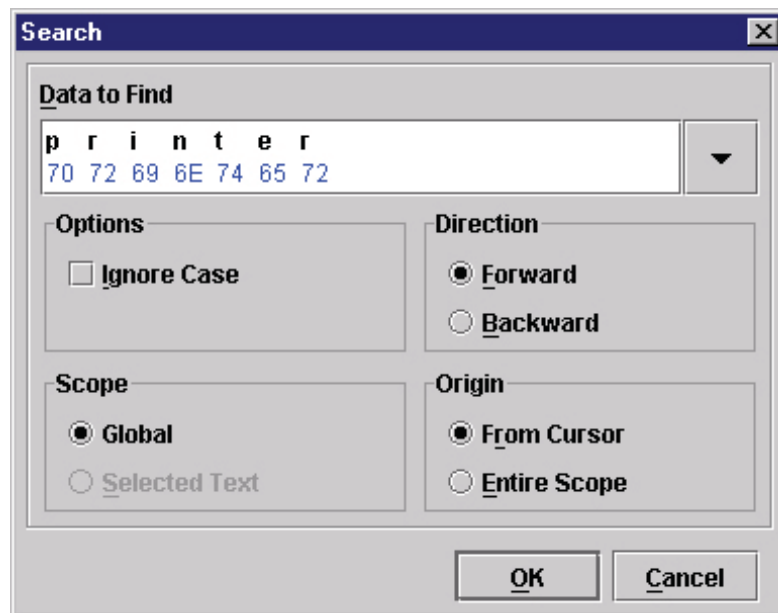 Search
Data to Find
p r i n t e r
70 72 69 6E 74 65 72
Options
Ignore Case
Direction
Forward
Backward
Scope
Global
Selected Text
Origin
From Cursor
Entire Scope
OK Cancel